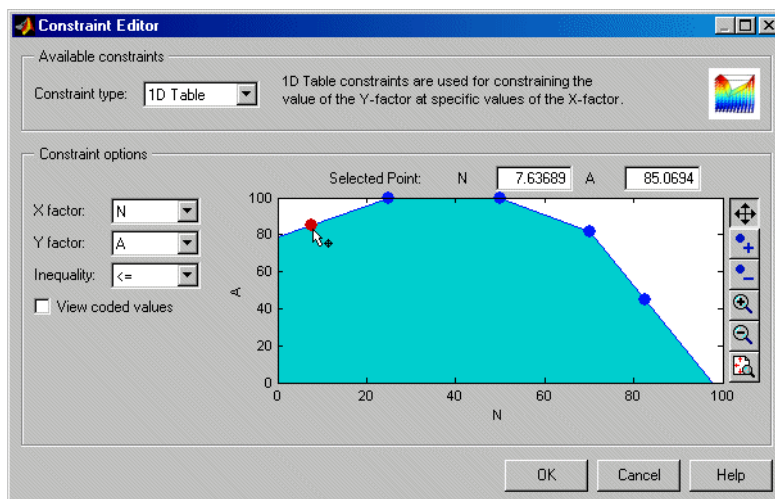 Constraint Editor
Available constraints
Constraint type: 1D Table
1D Table constraints are used for constraining the
value of the Y-factor at specific values of the X-factor.
Constraint options
Selected Point: N 7.63689 A 85.0694
X factor: N
Y factor: A
Inequality: <=
View coded values
100
80
60
40
20
0
A
0 20 40 60 80 100
N
OK Cancel Help